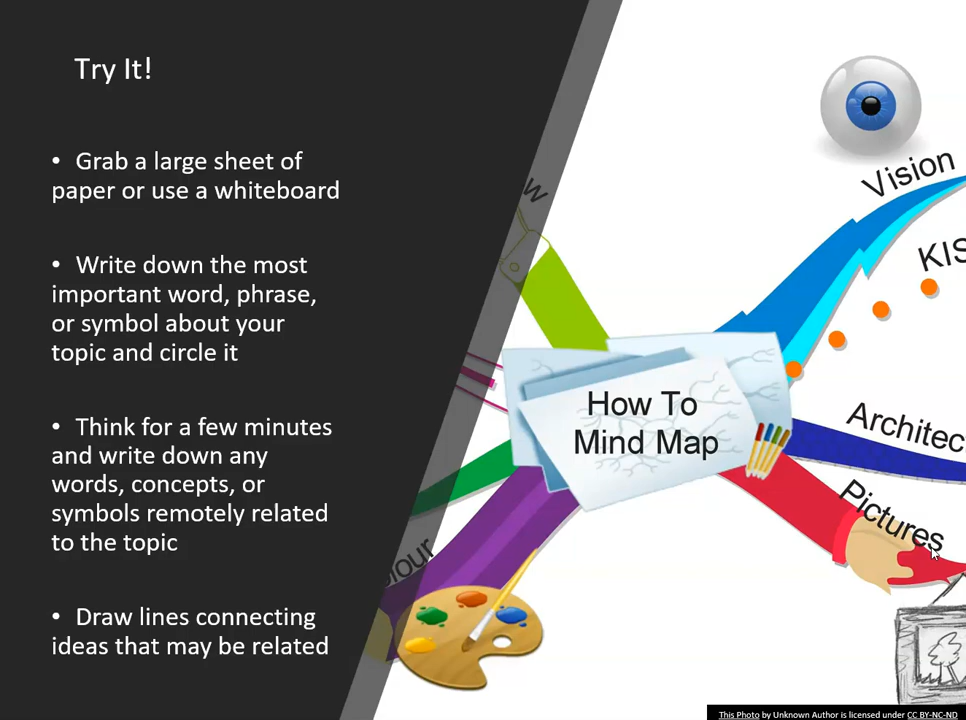 Try It!
• Grab a large sheet of
paper or use a whiteboard
• Write down the most
important word, phrase,
or symbol about your
topic and circle it
• Think for a few minutes
and write down any
words, concepts, or
symbols remotely related
to the topic
• Draw lines connecting
ideas that may be related
Vision
How To
Mind Map
Pictures
This Photo by Unknown Author is licensed under CC BY-NC-ND